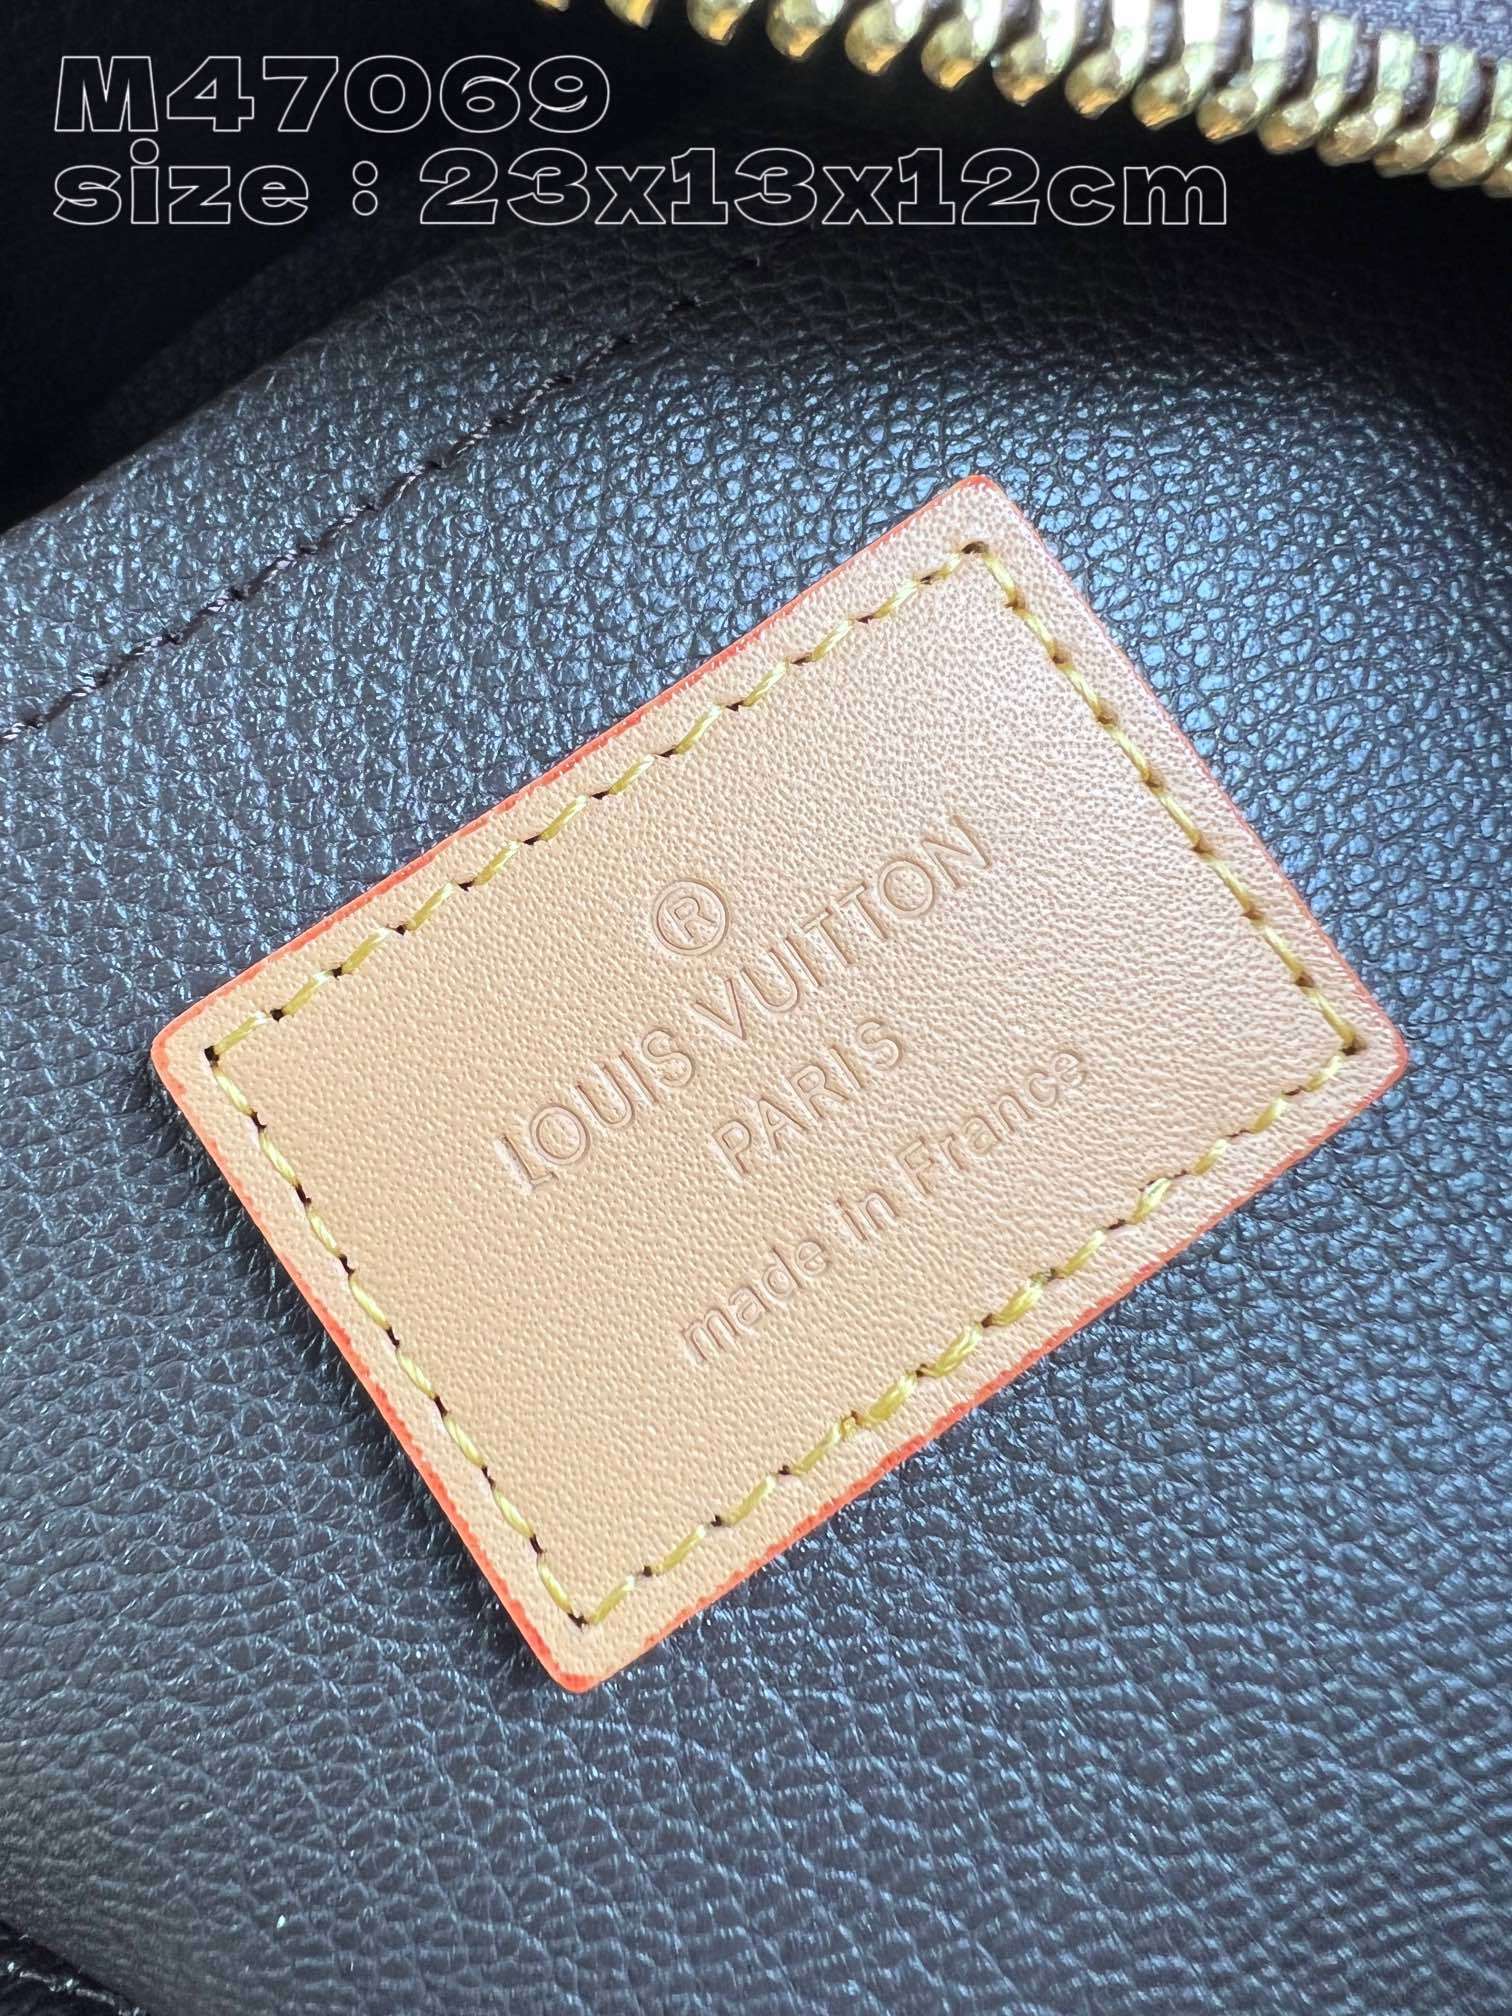 M47069
size : 23x13x12cm
®
LOUIS VUITTON
PARIS
made in France